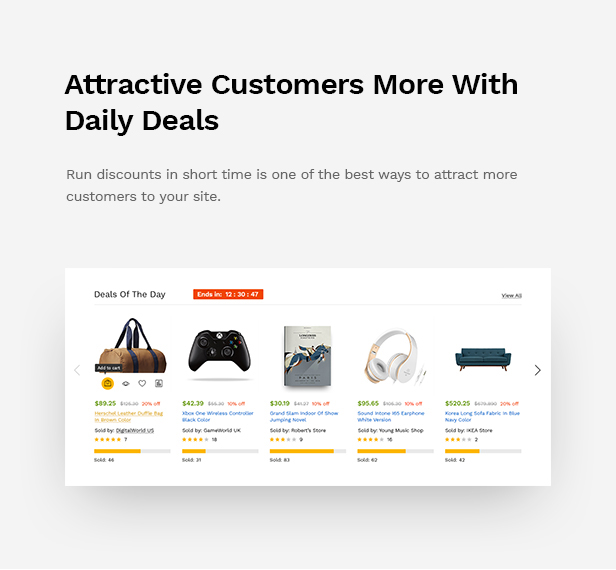 Attractive Customers More With
Daily Deals
Run discounts in short time is one of the best ways to attract more
customers to your site.
Deals Of The Day
Ends in: 12 : 30 : 47
View All
Add to cart
$89.25 $125.30 20% off
Herschel Leather Duffle Bag
In Brown Color
Sold by: DigitalWorld US
7
Sold: 46
$42.39 10% off
Xbox One Wireless Controller
Black Color
Sold by: GameWorld UK
18
Sold: 31
$30.19 $41.27 10% off
Grand Slam Indoor Of Show
Jumping Novel
Sold by: Robert's Store
9
Sold: 83
$95.65 $105.30 10% off
Sound Intone I65 Earphone
White Version
Sold by: Young Music Shop
16
Sold: 62
$520.25 20% off
Korea Long Sofa Fabric In Blue
Navy Color
Sold by: IKEA Store
2
Sold: 42